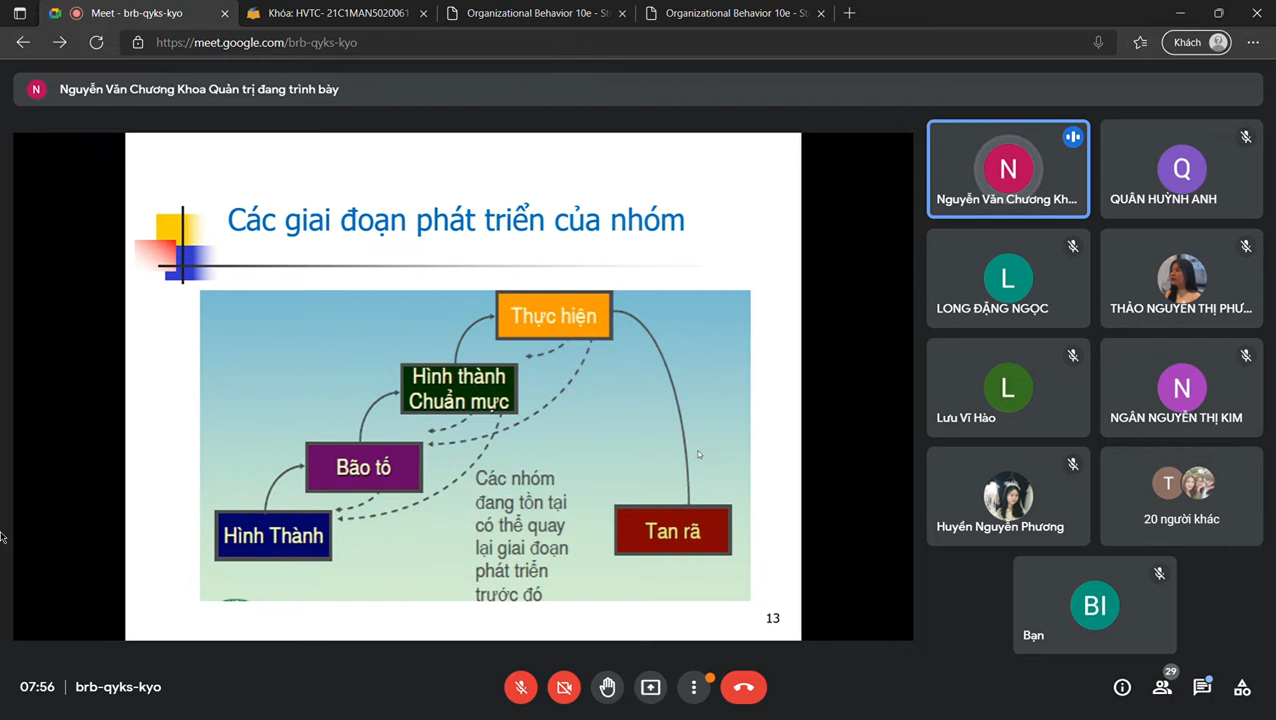 Meet - brb-qyks-kyo
Khóa: HVTC- 21C1MAN5020061
Organizational Behavior 10e - St
Organizational Behavior 10e - St
https://meet.google.com/brb-qyks-kyo
Khách
N
Nguyễn Văn Chương Khoa Quản trị đang trình bày
Các giai đoạn phát triển của nhóm
Thực hiện
Hình thành
Chuẩn mực
Bão tố
Hình Thành
Các nhóm
đang tồn tại
có thể quay
lại giai đoạn
phát triển
trước đó
Tan rã
13
N
Nguyễn Văn Chương Kh...
Q
QUÂN HUỲNH ANH
L
LONG ĐẶNG NGỌC
THẢO NGUYỄN THỊ PHƯ...
L
Lưu Vĩ Hào
N
NGÂN NGUYỄN THỊ KIM
Huyền Nguyễn Phương
T
20 người khác
BI
Bạn
07:56
brb-qyks-kyo
29